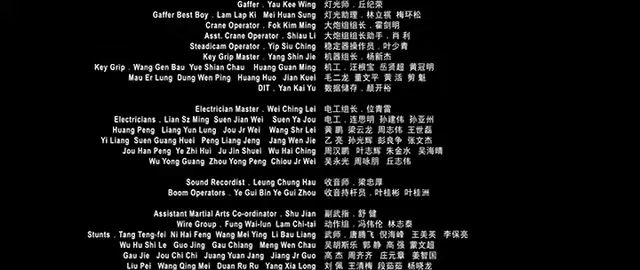 Gaffer . Yau Kee Wing 灯光师 . 丘纪荣
Gaffer Best Boy . Lam Lap Ki Mei Huan Sung 灯光助理 . 林立祺 梅环松
Crane Operator . Fok Kim Ming 大炮组组长 . 霍剑明
Asst. Crane Operator . Shiau Li 大炮组组长助手 . 肖利
Steadicam Operator . Yip Siu Ching 稳定器操作员 . 叶少青
Key Grip Master . Yang Shin Jie 机器组长 . 杨新杰
Key Grip . Wang Gen Bau Yue Shian Chau Huang Guan Ming 机工 . 汪根宝 岳贤超 黄冠明
Mau Er Lung Dung Wen Ping Huang Huo Jian Kuei 毛二龙 董文平 黄活 剪魁
DIT . Yan Kai Yu 数据储存 . 颜开裕
Electrician Master . Wei Ching Lei 电工组长 . 位青雷
Electricians . Lian Sz Ming Suen Jian Wei Suen Ya Jou 电工 . 连思明 孙建伟 孙亚州
Huang Peng Liang Yun Lung Jou Jr Wei Wang Shr Lei 黄鹏 梁云龙 周志伟 王世磊
Yi Liang Suen Guang Huei Peng Liang Jeng Jang Wen Jie 乙亮 孙光辉 彭良争 张文杰
Jou Han Peng Ye Zhi Hui Ju Jin Shuei Wu Hai Ching 周汉鹏 叶志辉 朱金水 吴海晴
Wu Yong Guang Zhou Yong Peng Chiou Jr Wei 吴永光 周咏朋 丘志伟
Sound Recordist . Leung Chung Hau 收音师 . 梁忠厚
Boom Operators . Ye Gui Bin Ye Gui Zhou 收音持杆员 . 叶桂彬 叶桂洲
Assistant Martial Arts Co-ordinator . Shu Jian 副武指 . 舒健
Wire Group . Fung Wai-lun Lam Chi-tai 动作组 . 冯伟伦 林志泰
Stunts . Tang Teng-fei Ni Hai Feng Wang Mei Ying Li Bau Liang 武师 . 唐腾飞 倪海峰 王美英 李保亮
Wu Hu Shi Le Guo Jing Gau Chiang Meng Wen Chau 吴胡斯乐 郭静 高强 蒙文超
Gau Jie Jou Chi Chi Juang Yuan Jang Jiang Jr Guo 高杰 周齐齐 庄元章 姜智国
Liu Pei Wang Qing Mei Duan Ru Ru Yang Xia Long 刘佩 王清梅 段茹茹 杨晓龙